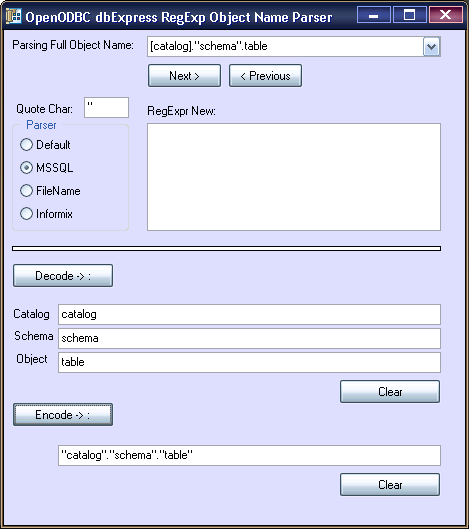 OpenODBC dbExpress RegExp Object Name Parser
Parsing Full Object Name: [catalog]."schema".table
Next > < Previous
Quote Char: "
RegExpr New:
Parser
Default
MSSQL
FileName
Informix
Decode -> :
Catalog catalog
Schema schema
Object table
Clear
Encode -> :
"catalog"."schema"."table"
Clear